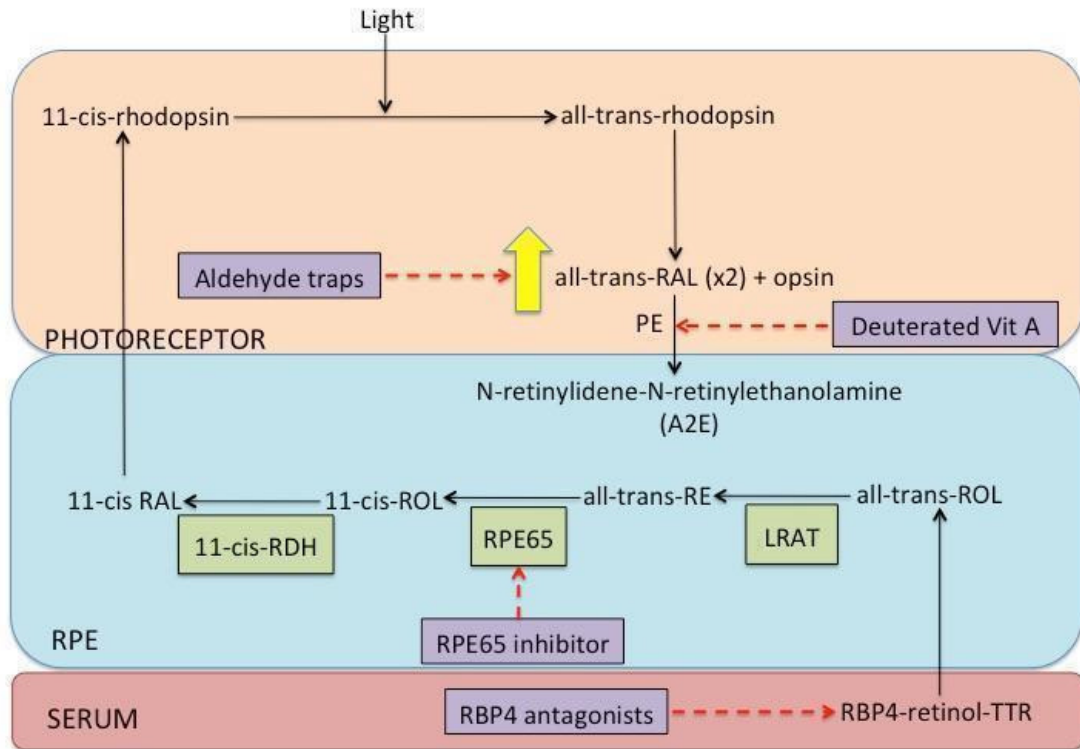 Light
11-cis-rhodopsin
all-trans-rhodopsin
Aldehyde traps
all-trans-RAL (x2) + opsin
PE
Deuterated Vit A
PHOTORECEPTOR
N-retinylidene-N-retinylethanolamine
(A2E)
11-cis RAL
11-cis-ROL
all-trans-RE
all-trans-ROL
11-cis-RDH
RPE65
LRAT
RPE
RPE65 inhibitor
SERUM
RBP4 antagonists
RBP4-retinol-TTR